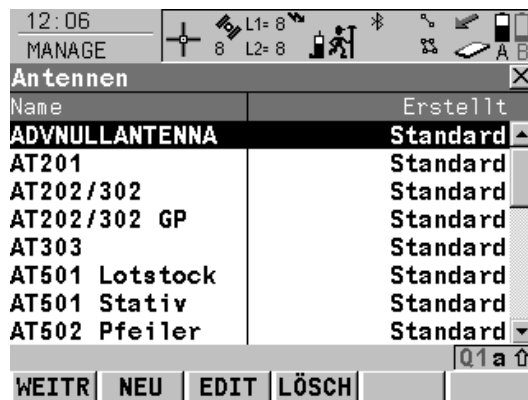 12:06
MANAGE
8
L1= 8
L2= 8
A B
Antennen
Name Erstellt
ADVNULLANTENNA Standard
AT201 Standard
AT202/302 Standard
AT202/302 GP Standard
AT303 Standard
AT501 Lotstock Standard
AT501 Stativ Standard
AT502 Pfeiler Standard
Q1 a
WEITR NEU EDIT LÖSCH